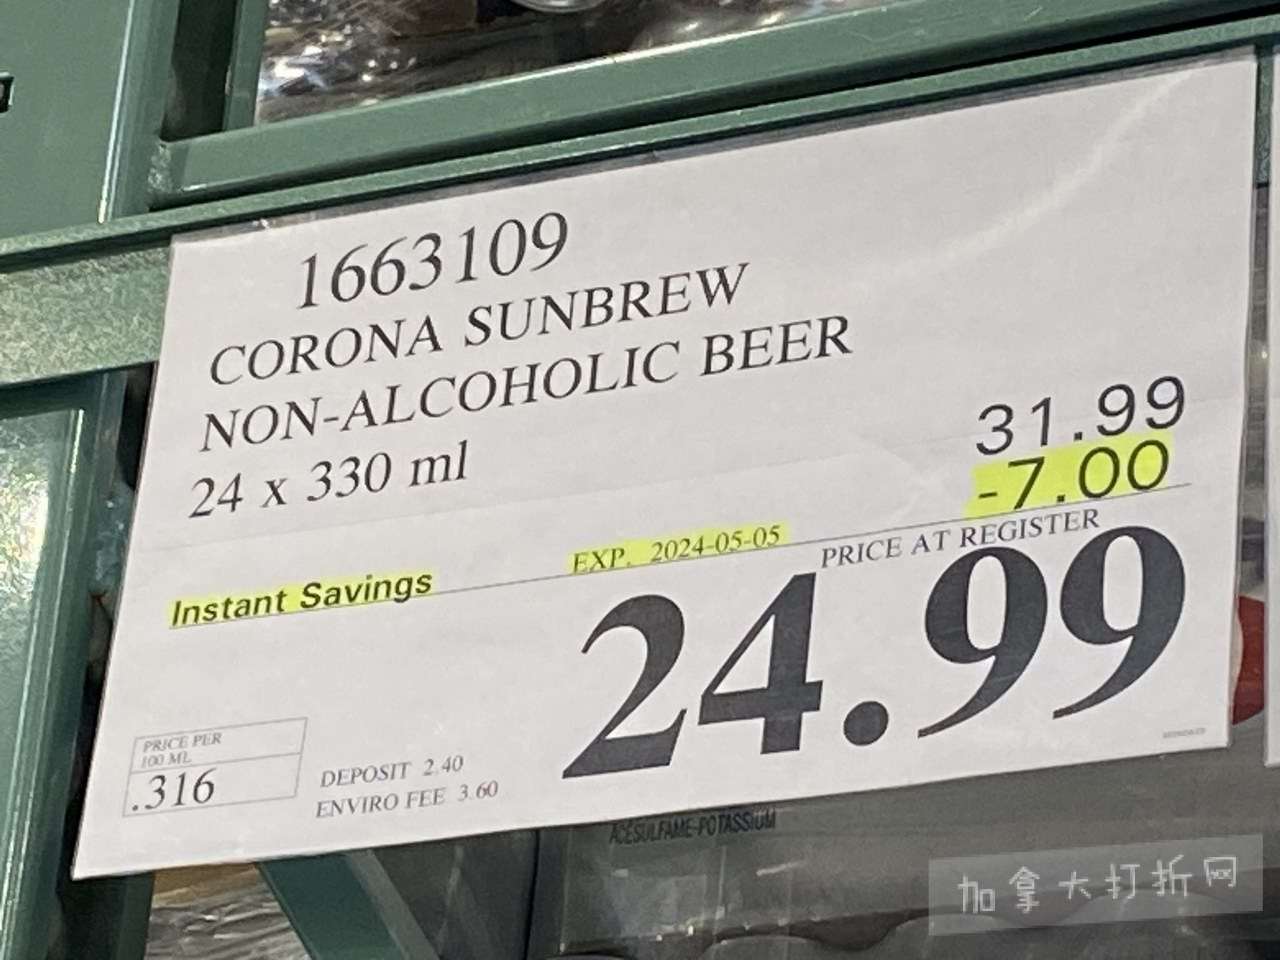 1663109
CORONA SUNBREW
NON-ALCOHOLIC BEER
24 x 330 ml
31.99
-7.00
Instant Savings
EXP. 2024-05-05
PRICE AT REGISTER
24.99
PRICE PER
100 ML
.316
DEPOSIT 2.40
ENVIRO FEE 3.60
ACESULFAME-POTASSIUM
加拿大打折网